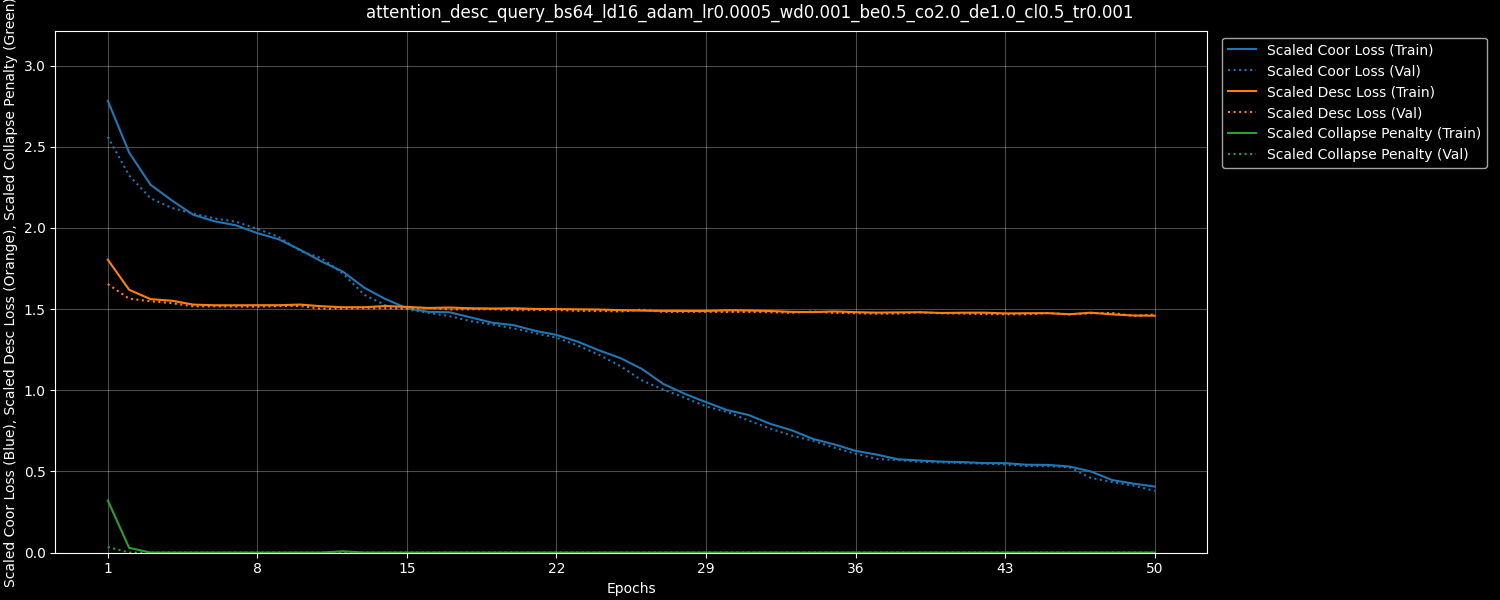 attention_desc_query_bs64_ld16_adam_lr0.0005_wd0.001_be0.5_co2.0_de1.0_cl0.5_tr0.001
Scaled Coor Loss (Blue), Scaled Desc Loss (Orange), Scaled Collapse Penalty (Green)
3.0
2.5
2.0
1.5
1.0
0.5
0.0
1 8 15 22 29 36 43 50
Epochs
Scaled Coor Loss (Train)
Scaled Coor Loss (Val)
Scaled Desc Loss (Train)
Scaled Desc Loss (Val)
Scaled Collapse Penalty (Train)
Scaled Collapse Penalty (Val)